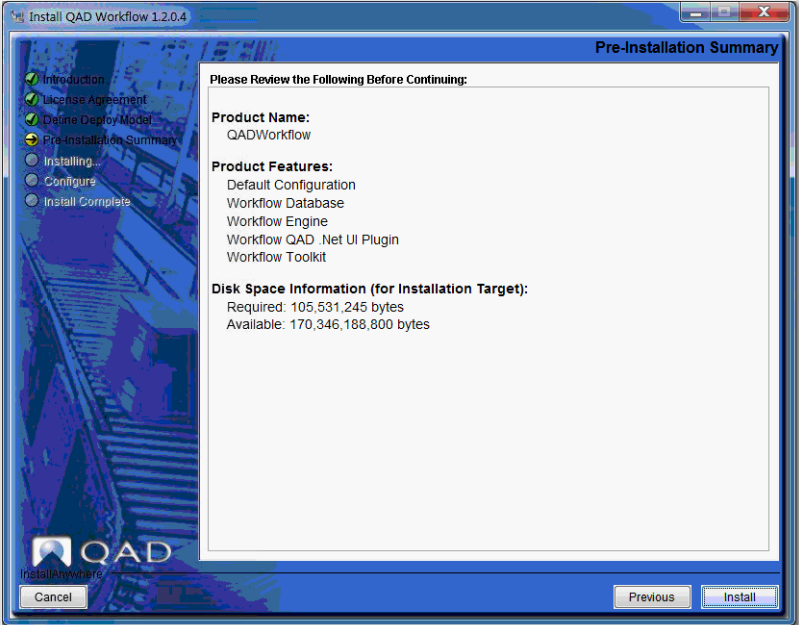 Install QAD Workflow 1.2.0.4
Pre-Installation Summary
Introduction
License Agreement
Define Deploy Model
Pre-Installation Summary
Installing...
Configure
Install Complete
Please Review the Following Before Continuing:
Product Name:
QADWorkflow
Product Features:
Default Configuration
Workflow Database
Workflow Engine
Workflow QAD .Net UI Plugin
Workflow Toolkit
Disk Space Information (for Installation Target):
Required: 105,531,245 bytes
Available: 170,346,188,800 bytes
QAD
InstallAnywhere
Cancel
Previous
Install